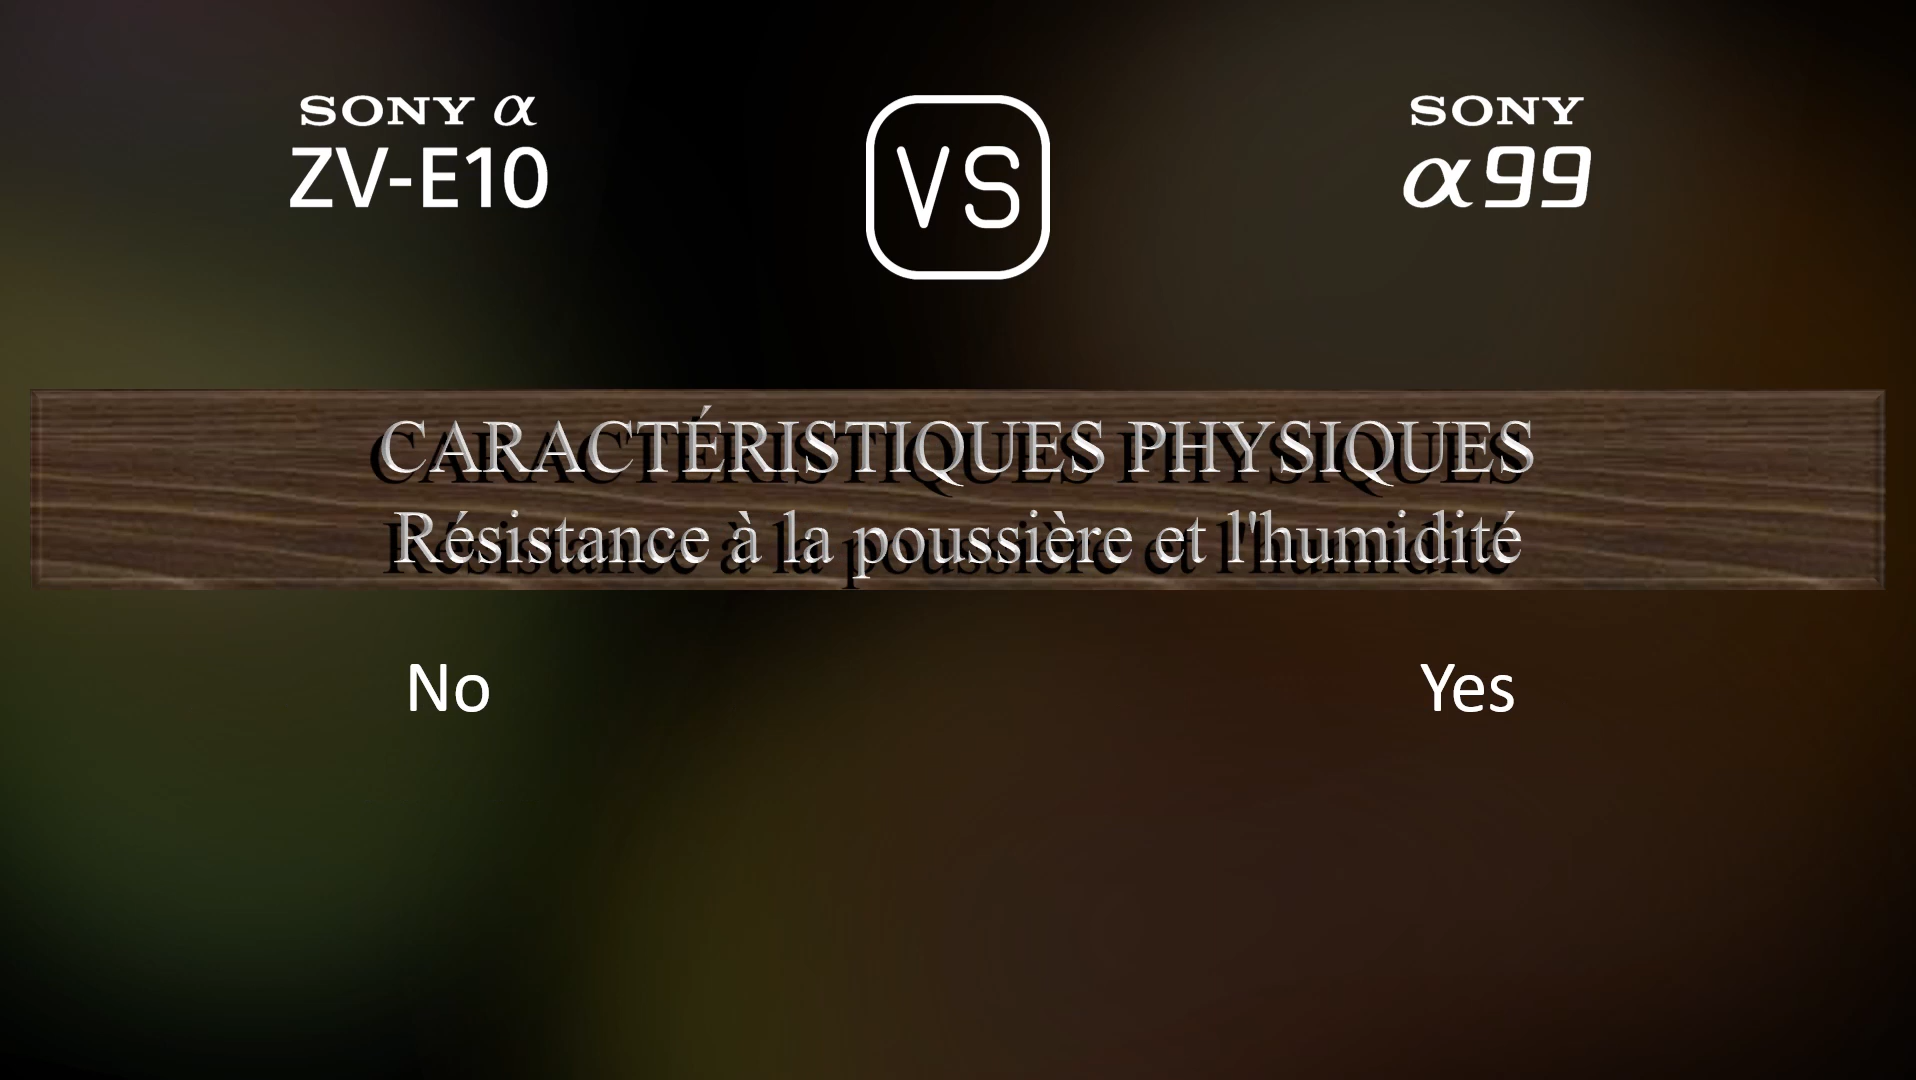 SONY α
ZV-E10
VS
SONY
α99
CARACTÉRISTIQUES PHYSIQUES
Résistance à la poussière et l'humidité
No
Yes